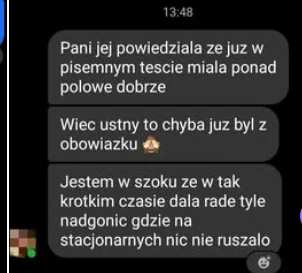 13:48
Pani jej powiedziala ze juz w
pisemnym tescie miala ponad
polowe dobrze
Wiec ustny to chyba juz byl z
obowiazku 🙈
Jestem w szoku ze w tak
krotkim czasie dala rade tyle
nadgonic gdzie na
stacjonarnych nic nie ruszalo